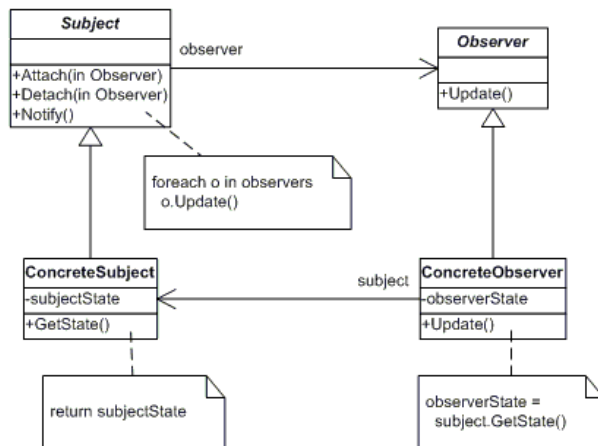 Subject
observer
Observer
+Attach(in Observer)
+Detach(in Observer)
+Notify()
+Update()
foreach o in observers
o.Update()
ConcreteSubject
-subjectState
+GetState()
subject
ConcreteObserver
-observerState
+Update()
return subjectState
observerState =
subject.GetState()